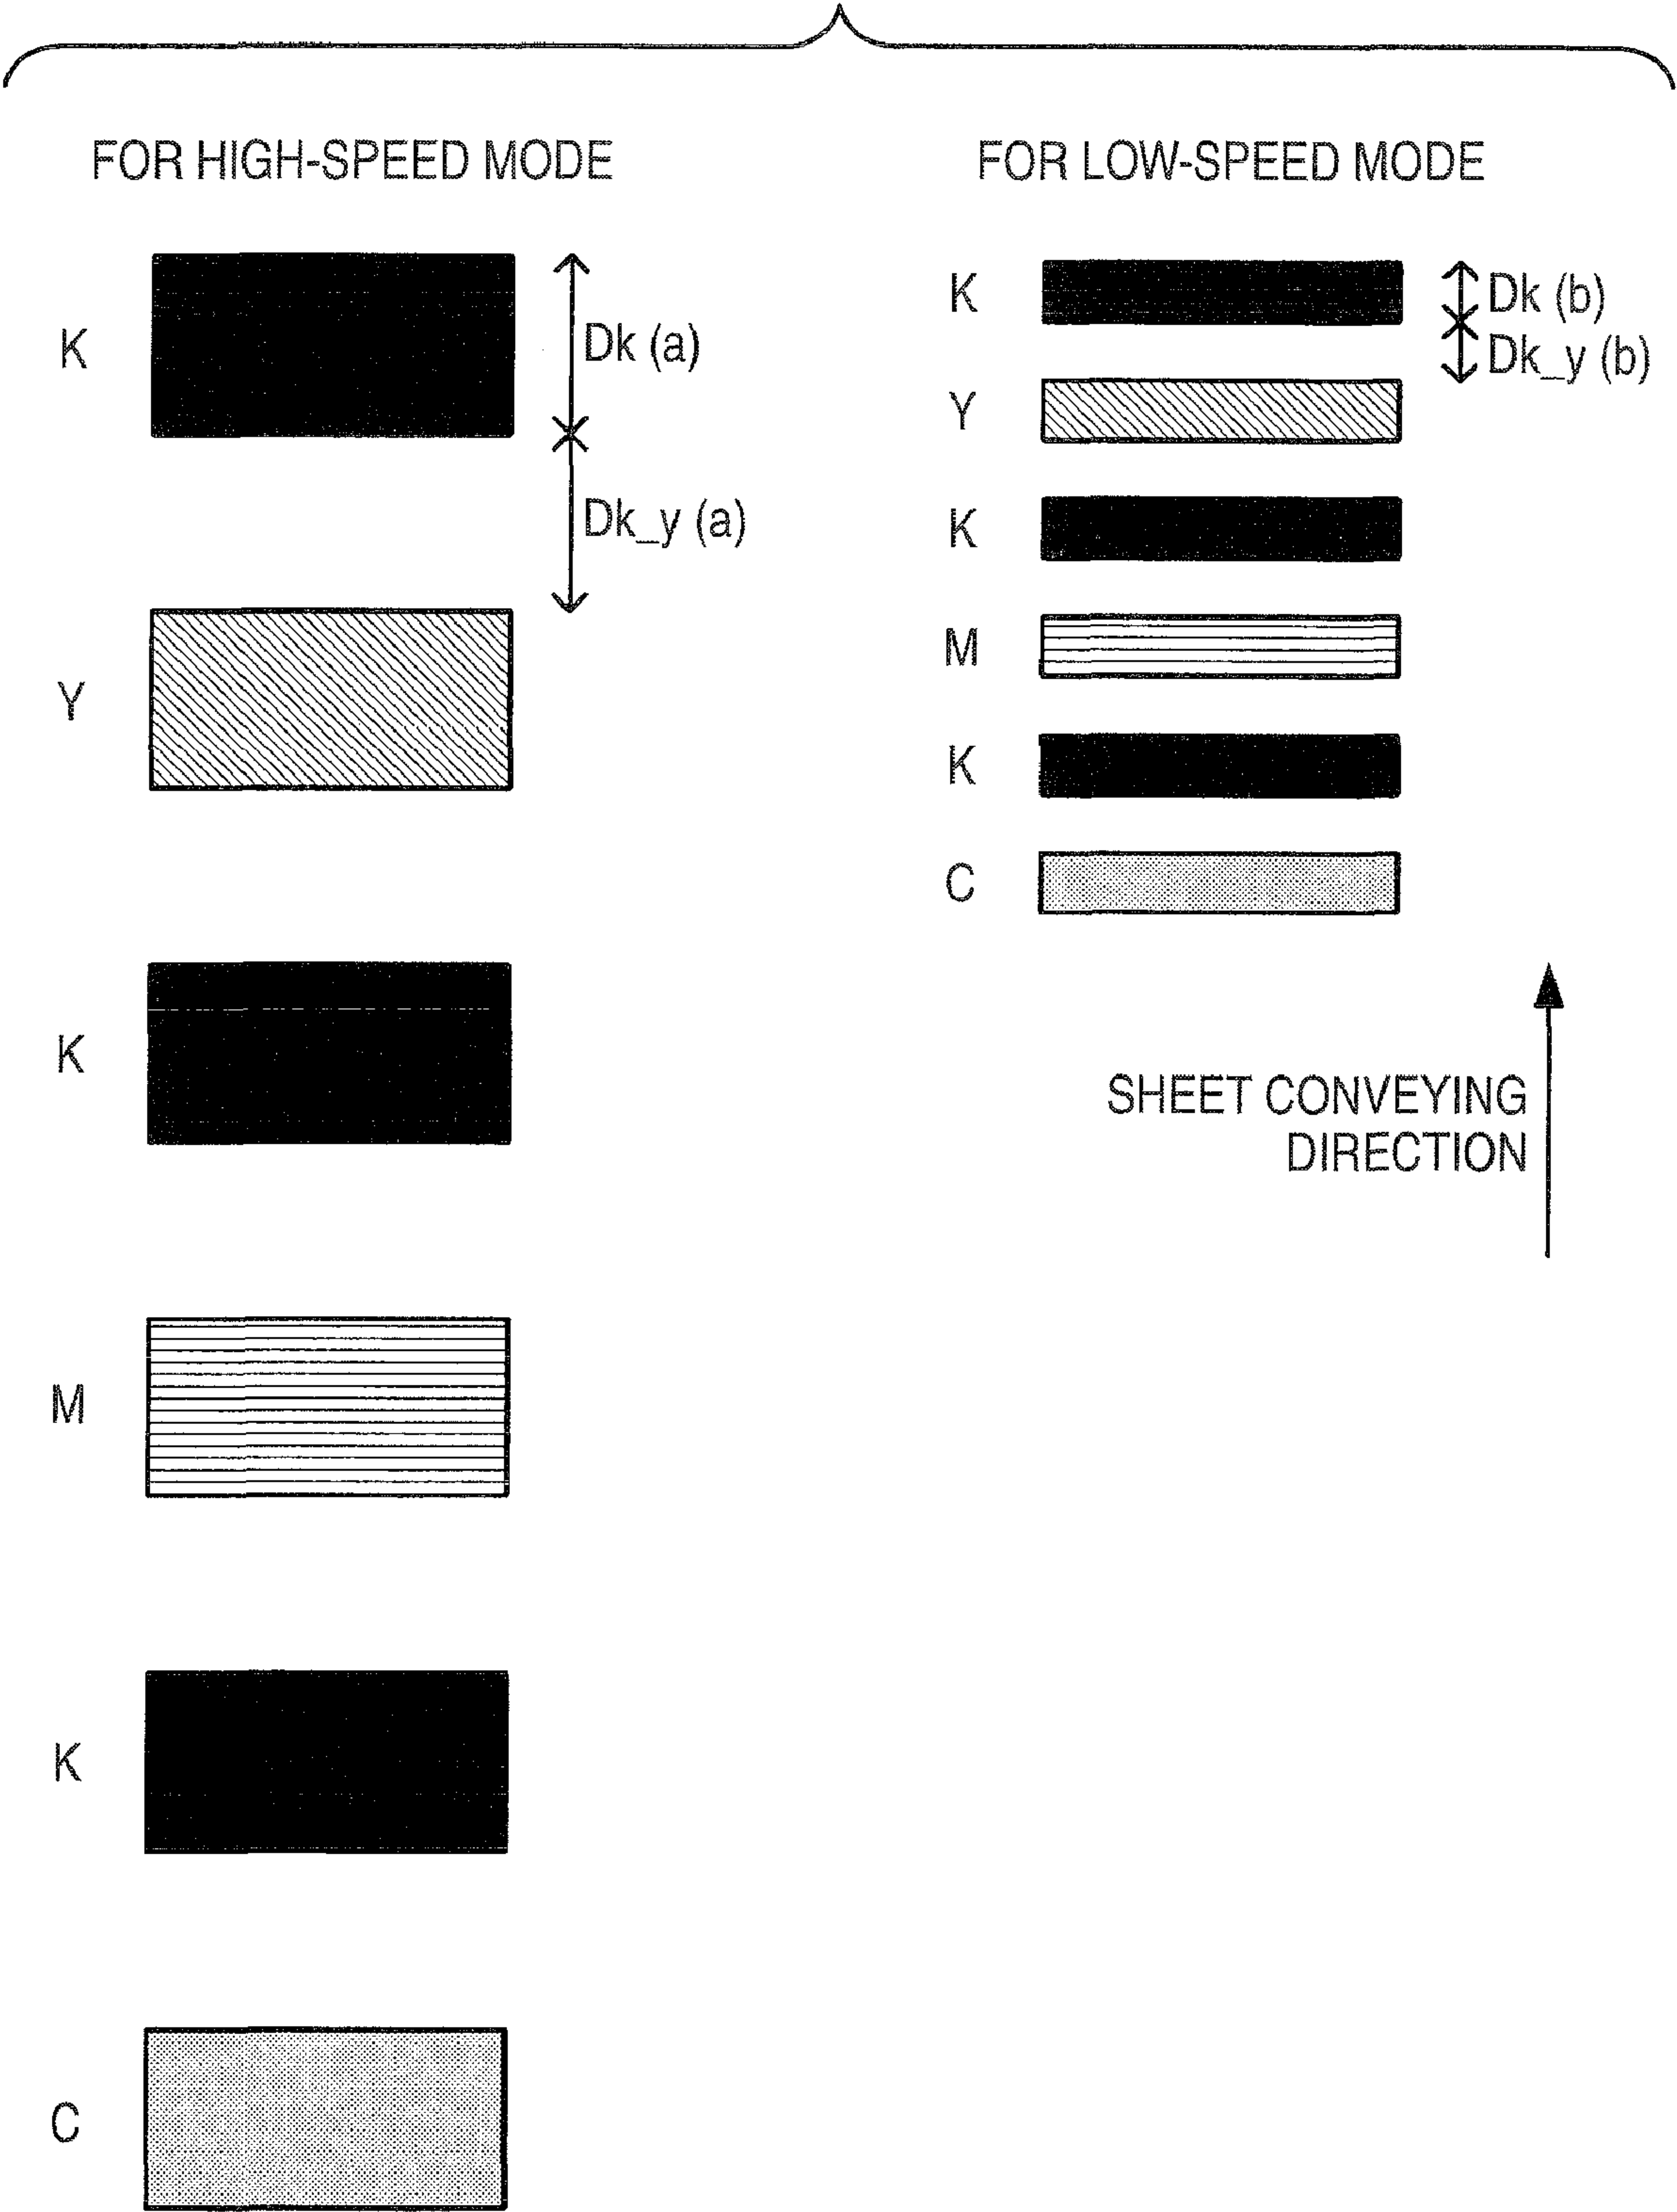 FOR HIGH-SPEED MODE
K
Dk (a)
Dk_y (a)
Y
K
M
K
C
FOR LOW-SPEED MODE
K
Dk (b)
Dk_y (b)
Y
K
M
K
C
SHEET CONVEYING
DIRECTION